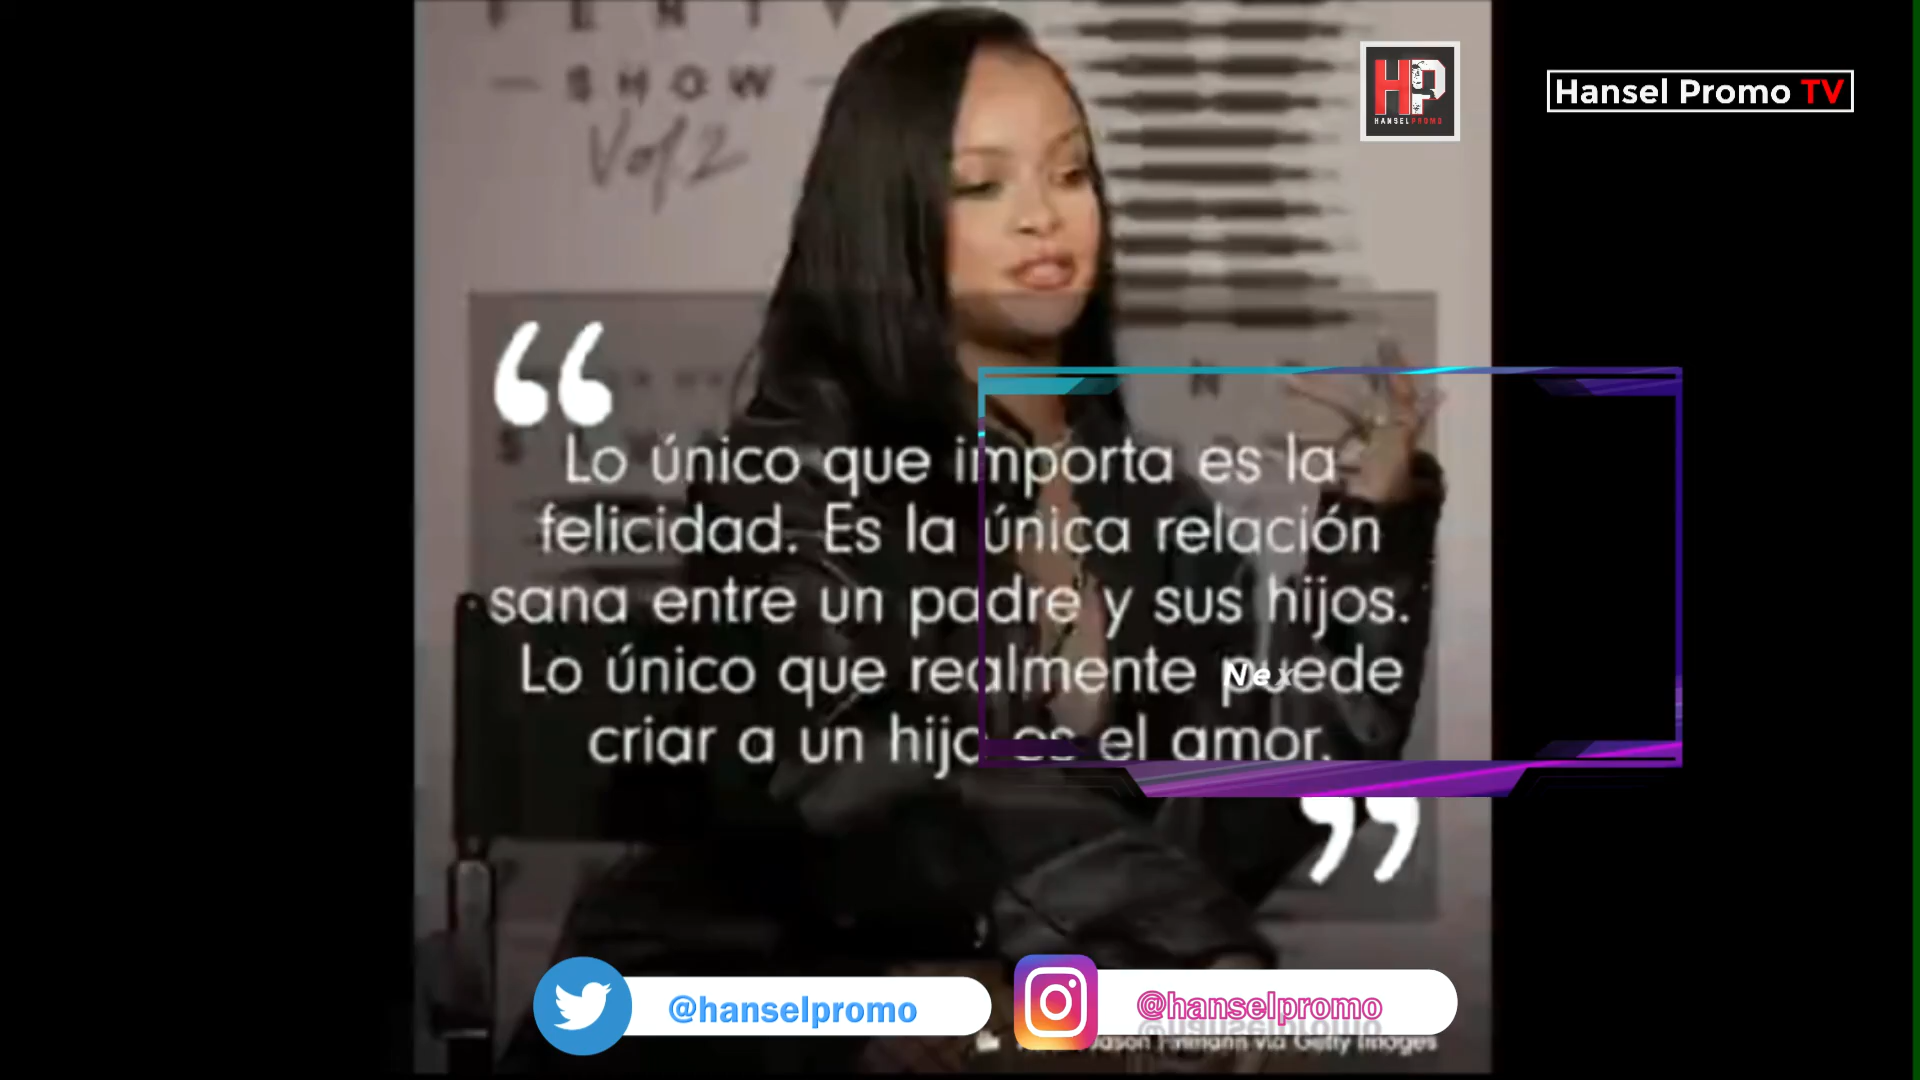 FENTY
SHOW
Vol 2
HP
HANSELPROMO
Hansel Promo TV
“
Lo único que importa es la
felicidad. Es la única relación
sana entre un padre y sus hijos.
Lo único que realmente puede
criar a un hijo es el amor.
”
Nex
@hanselpromo
@hanselpromo
via Getty Images